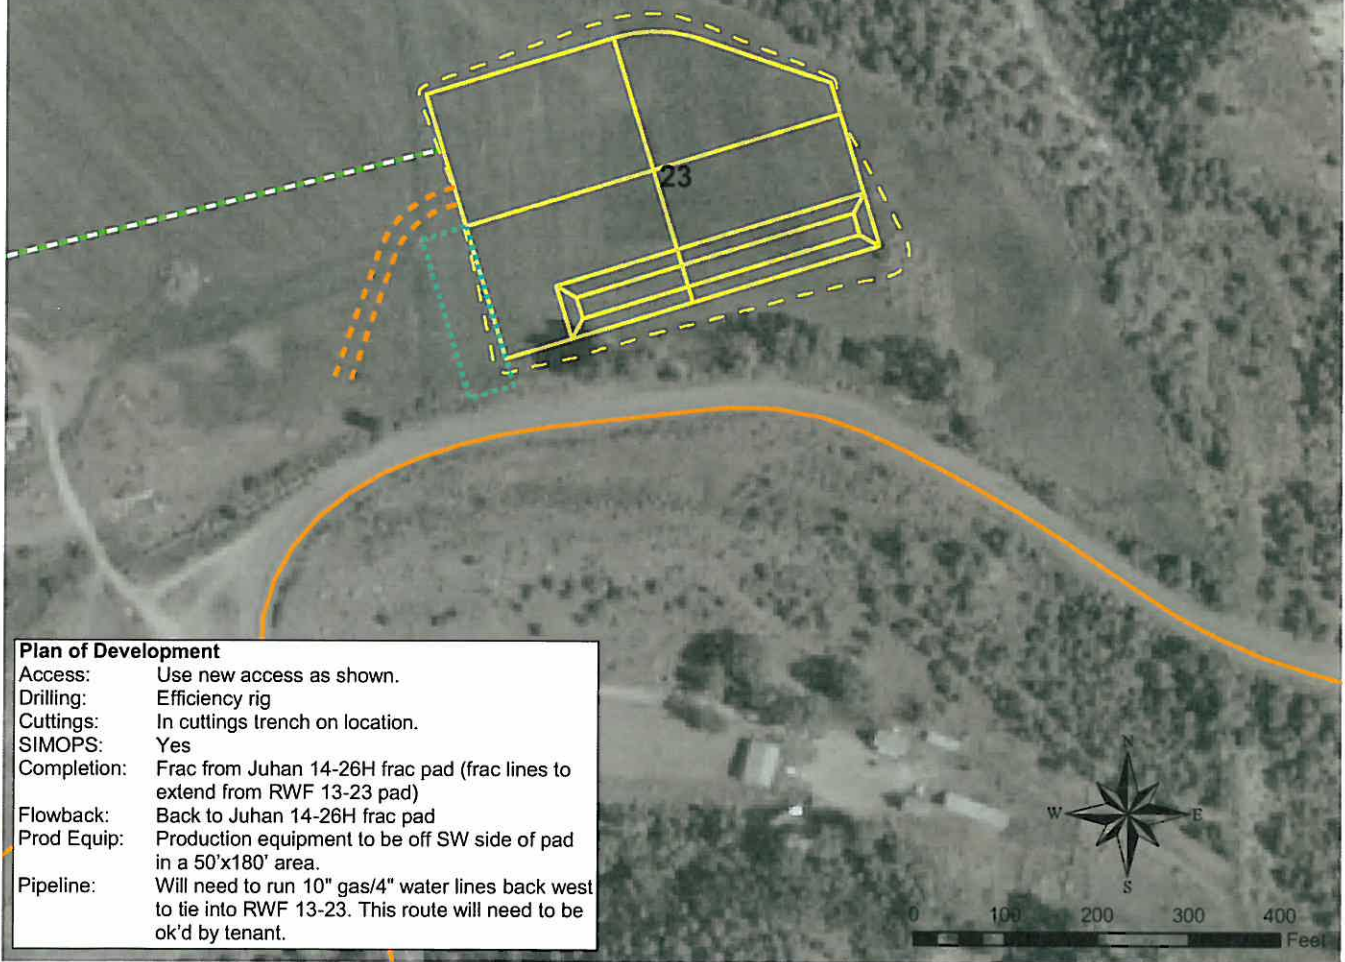 23
Plan of Development
Access: Use new access as shown.
Drilling: Efficiency rig
Cuttings: In cuttings trench on location.
SIMOPS: Yes
Completion: Frac from Juhan 14-26H frac pad (frac lines to
extend from RWF 13-23 pad)
Flowback: Back to Juhan 14-26H frac pad
Prod Equip: Production equipment to be off SW side of pad
in a 50'x180' area.
Pipeline: Will need to run 10" gas/4" water lines back west
to tie into RWF 13-23. This route will need to be
ok'd by tenant.
N
W E
S
0 100 200 300 400
Feet